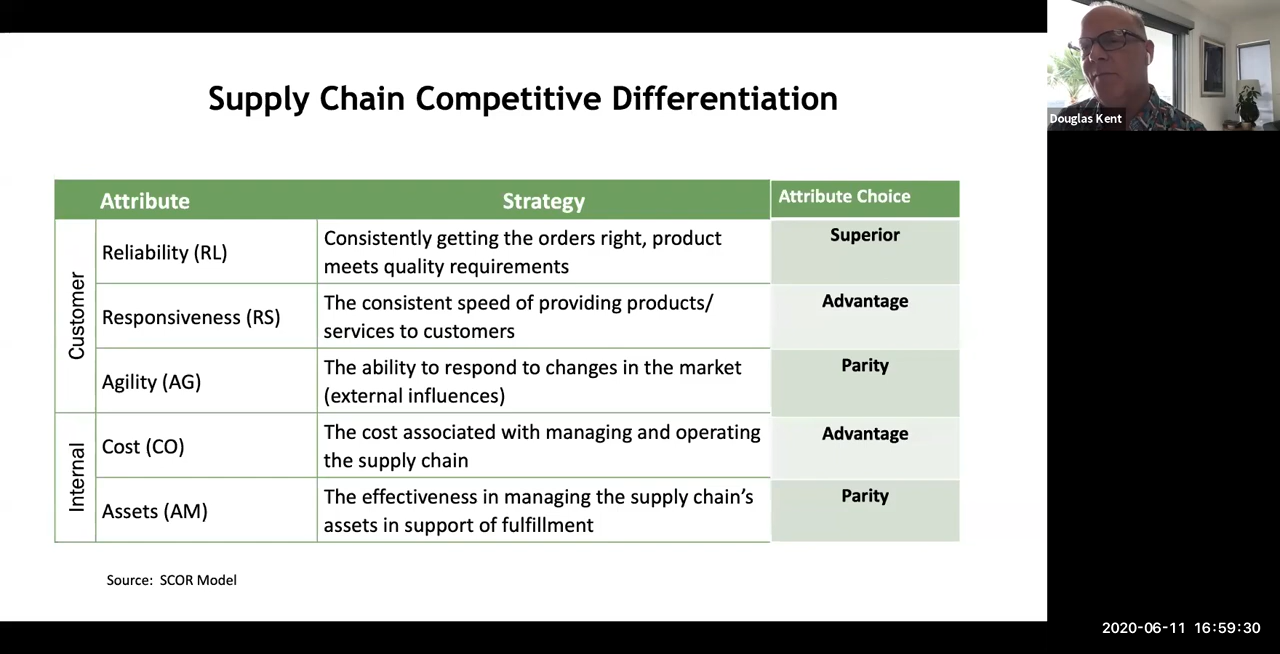 Supply Chain Competitive Differentiation
Attribute
Strategy
Attribute Choice
Customer
Reliability (RL)
Consistently getting the orders right, product
meets quality requirements
Superior
Responsiveness (RS)
The consistent speed of providing products/
services to customers
Advantage
Agility (AG)
The ability to respond to changes in the market
(external influences)
Parity
Internal
Cost (CO)
The cost associated with managing and operating
the supply chain
Advantage
Assets (AM)
The effectiveness in managing the supply chain’s
assets in support of fulfillment
Parity
Source: SCOR Model
Douglas Kent
2020-06-11 16:59:30